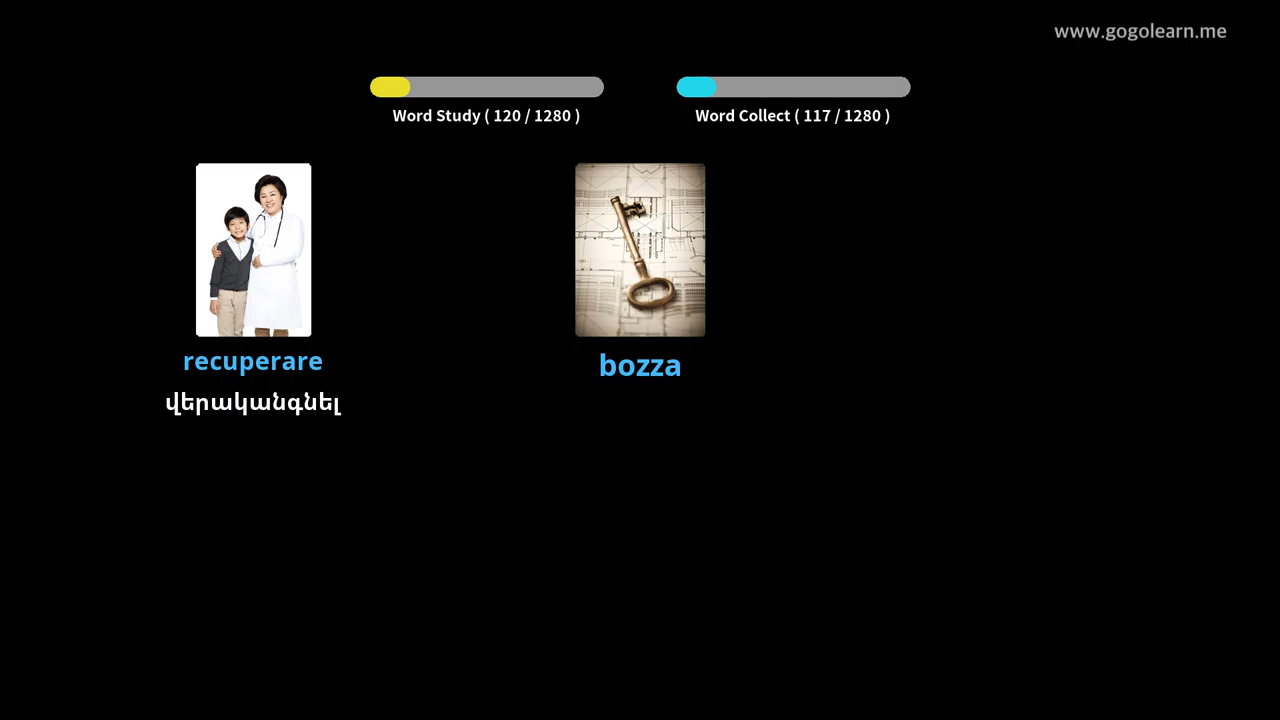 www.gogolearn.me
Word Study ( 120 / 1280 )
Word Collect ( 117 / 1280 )
recuperare
վերականգնել
bozza